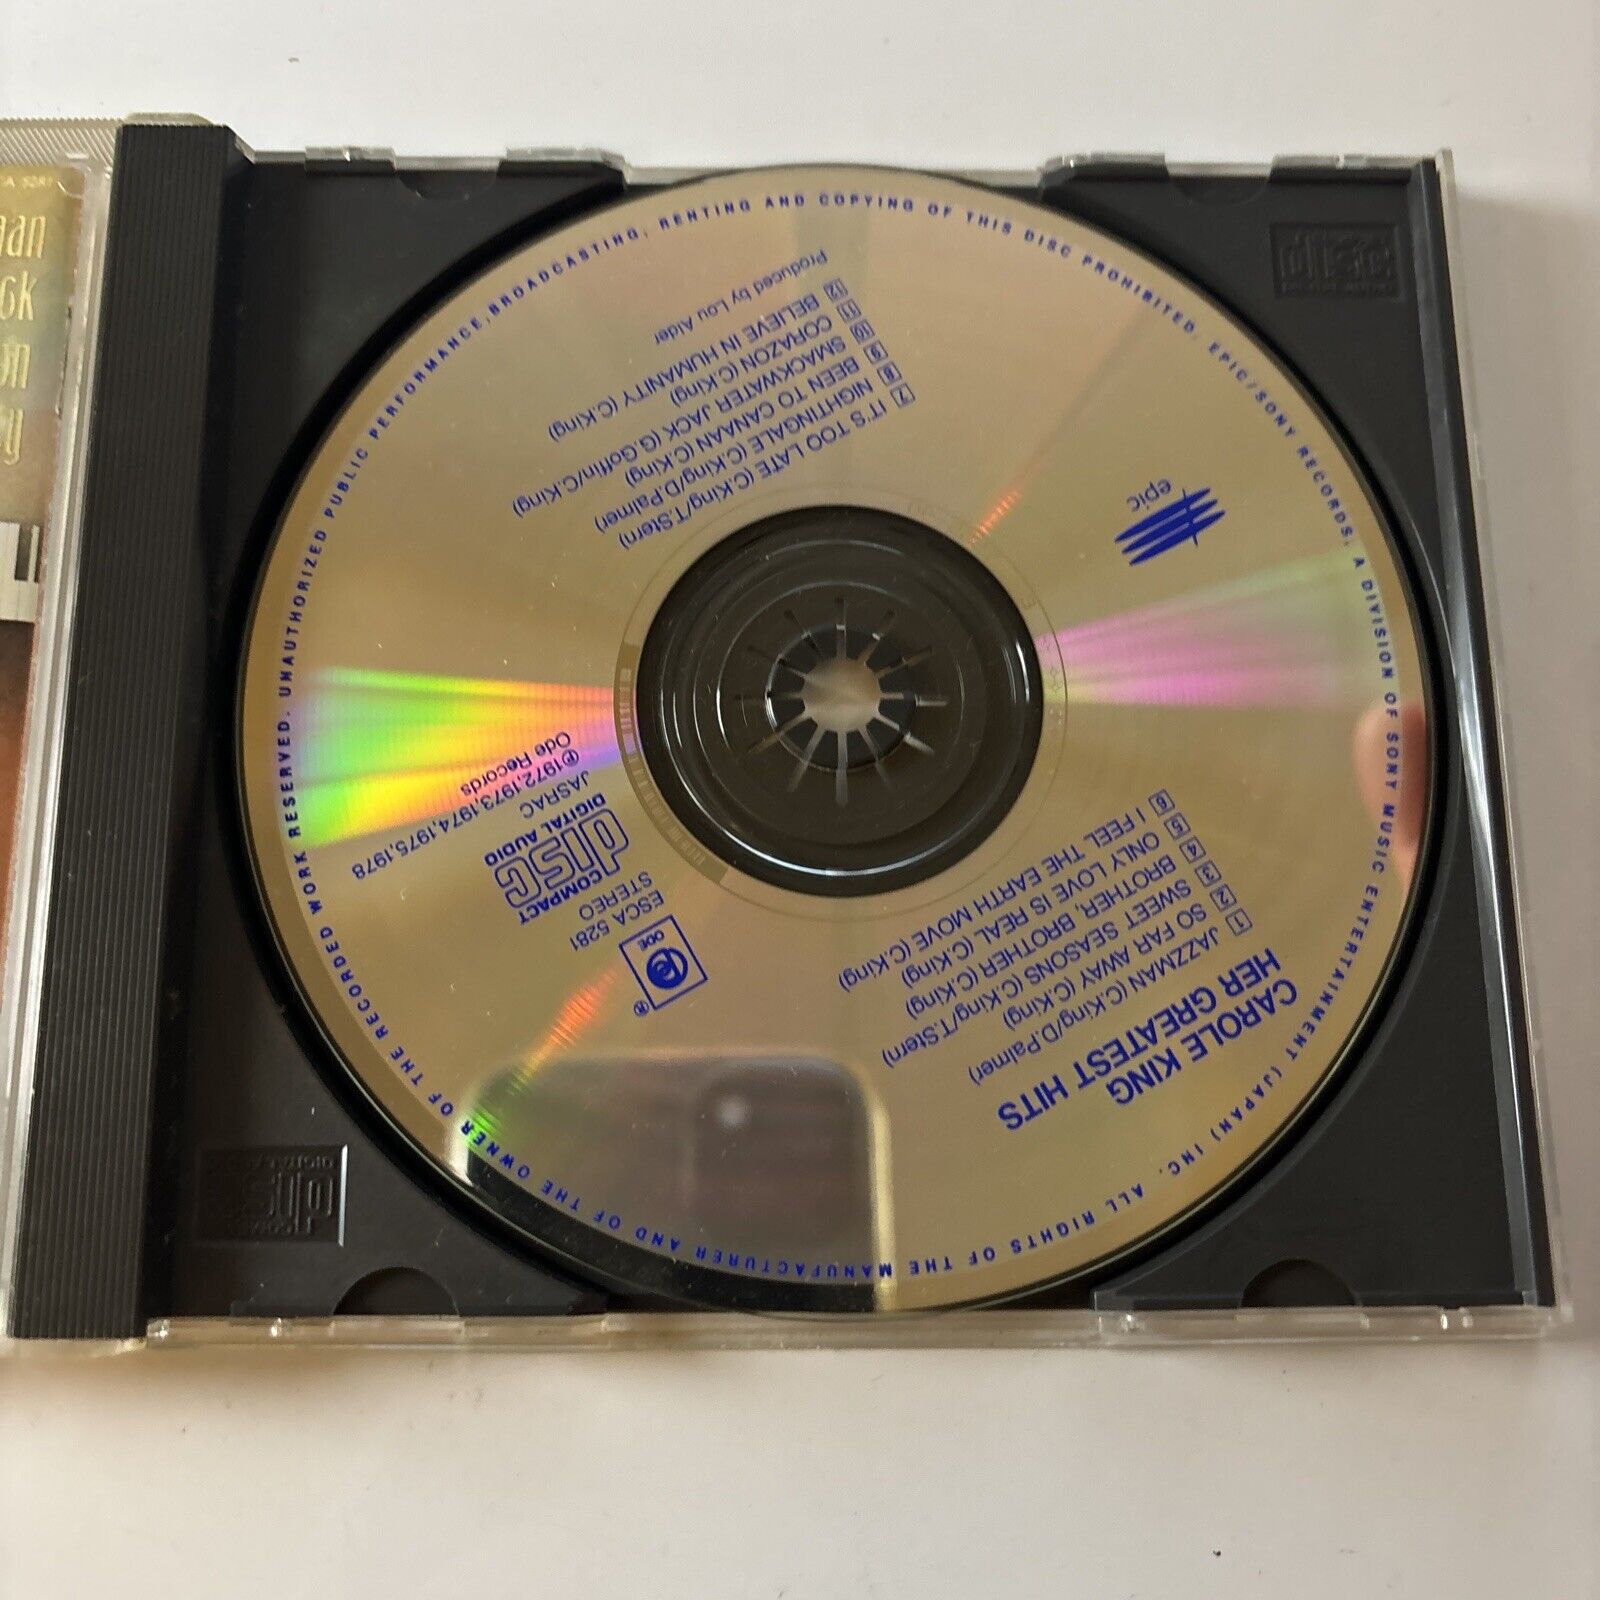 CAROLE KING
HER GREATEST HITS
1 JAZZMAN (C.King/D.Palmer)
2 SO FAR AWAY (C.King)
3 SWEET SEASONS (C.King/T.Stern)
4 BROTHER, BROTHER (C.King)
5 ONLY LOVE IS REAL (C.King)
6 I FEEL THE EARTH MOVE (C.King)
® ODE
ESCA 5281
STEREO
COMPACT
disc
DIGITAL AUDIO
JASRAC
℗1972,1973,1974,1975,1978
Ode Records
epic
7 IT'S TOO LATE (C.King/T.Stern)
8 NIGHTINGALE (C.King/D.Palmer)
9 BEEN TO CANAAN (C.King)
10 SMACKWATER JACK (G.Goffin/C.King)
11 CORAZON (C.King)
12 BELIEVE IN HUMANITY (C.King)
Produced by Lou Alder
EPIC/SONY RECORDS, A DIVISION OF SONY MUSIC ENTERTAINMENT (JAPAN) INC. ALL RIGHTS OF THE MANUFACTURER AND OF THE OWNER OF THE RECORDED WORK RESERVED. UNAUTHORIZED PUBLIC PERFORMANCE, BROADCASTING, RENTING AND COPYING OF THIS DISC PROHIBITED.
disc
DIGITAL AUDIO
COMPACT
disc